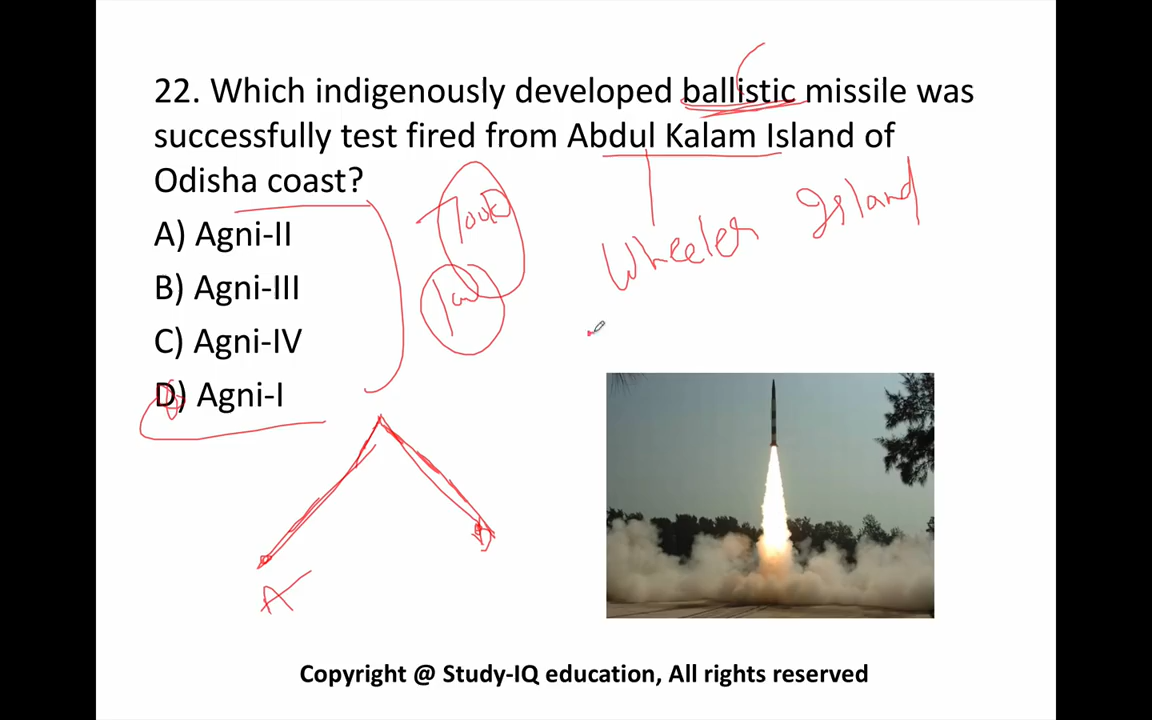 22. Which indigenously developed ballistic missile was
successfully test fired from Abdul Kalam Island of
Odisha coast?
Wheeler Island
A) Agni-II
B) Agni-III
C) Agni-IV
D) Agni-I
A
Copyright @ Study-IQ education, All rights reserved